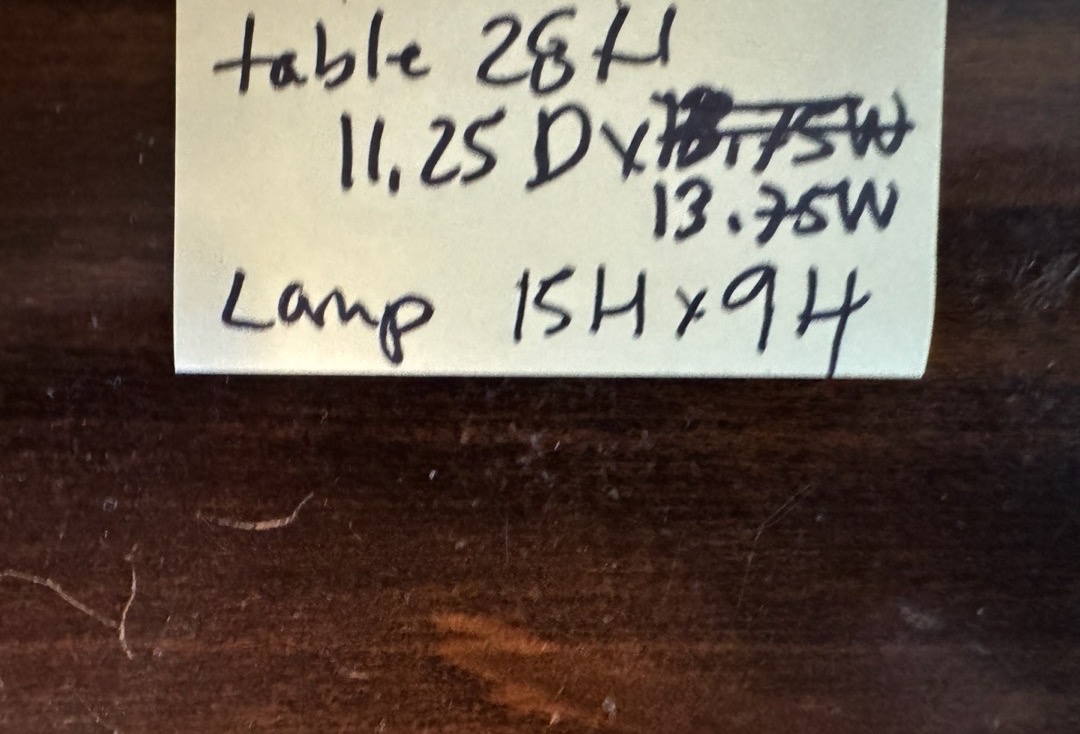 table 28H
11.25 D x
13.75W
Lamp 15H x 9H